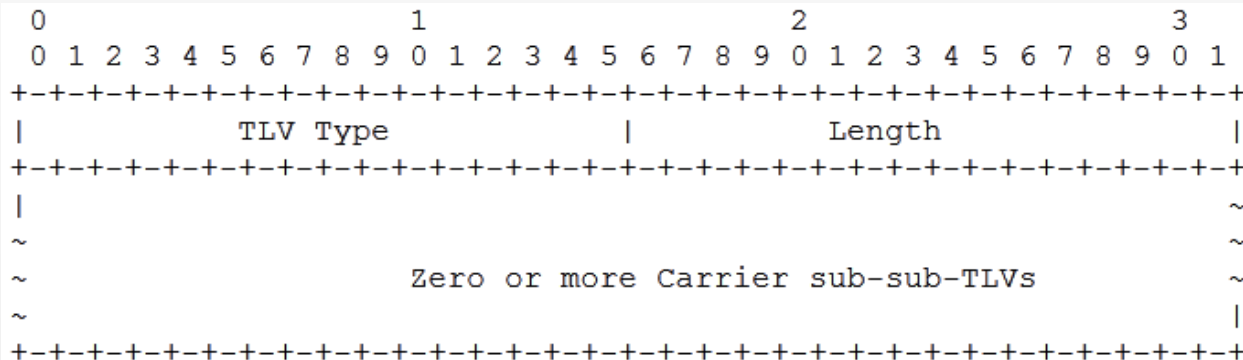 0                   1                   2                   3
 0 1 2 3 4 5 6 7 8 9 0 1 2 3 4 5 6 7 8 9 0 1 2 3 4 5 6 7 8 9 0 1
+-+-+-+-+-+-+-+-+-+-+-+-+-+-+-+-+-+-+-+-+-+-+-+-+-+-+-+-+-+-+-+-+
|           TLV Type            |          Length               |
+-+-+-+-+-+-+-+-+-+-+-+-+-+-+-+-+-+-+-+-+-+-+-+-+-+-+-+-+-+-+-+-+
|                                                               ~
~                                                               ~
~                    Zero or more Carrier sub-sub-TLVs          ~
~                                                               |
+-+-+-+-+-+-+-+-+-+-+-+-+-+-+-+-+-+-+-+-+-+-+-+-+-+-+-+-+-+-+-+-+